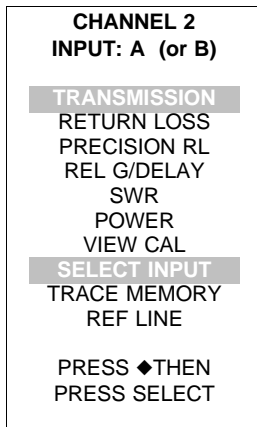 CHANNEL 2
INPUT: A (or B)
TRANSMISSION
RETURN LOSS
PRECISION RL
REL G/DELAY
SWR
POWER
VIEW CAL
SELECT INPUT
TRACE MEMORY
REF LINE
PRESS ◆THEN
PRESS SELECT